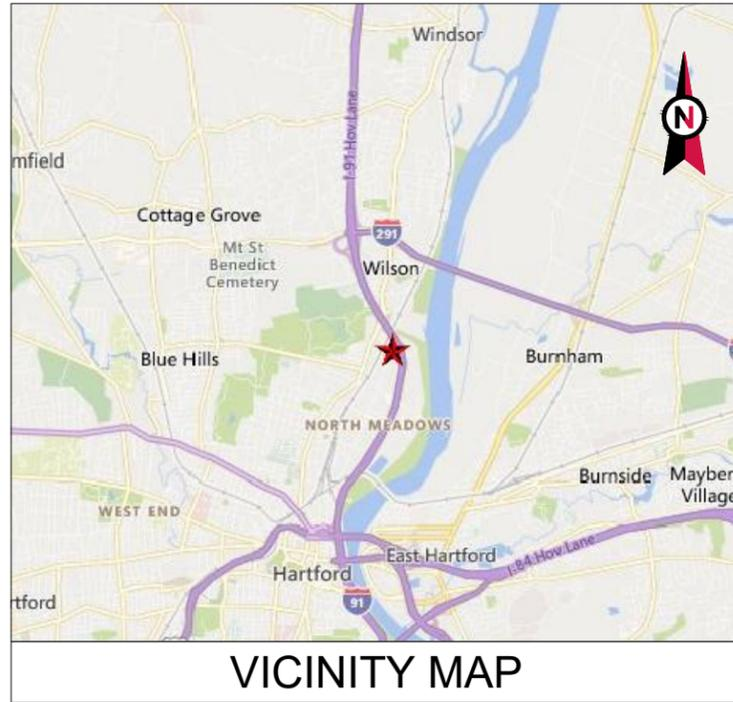 Windsor
N
I-91 Hov Lane
mfield
Cottage Grove
291
Mt St
Benedict
Cemetery
Wilson
Blue Hills
Burnham
NORTH MEADOWS
Burnside
Mayber
Village
WEST END
East Hartford
I-84 Hov Lane
Hartford
rtford
91
VICINITY MAP